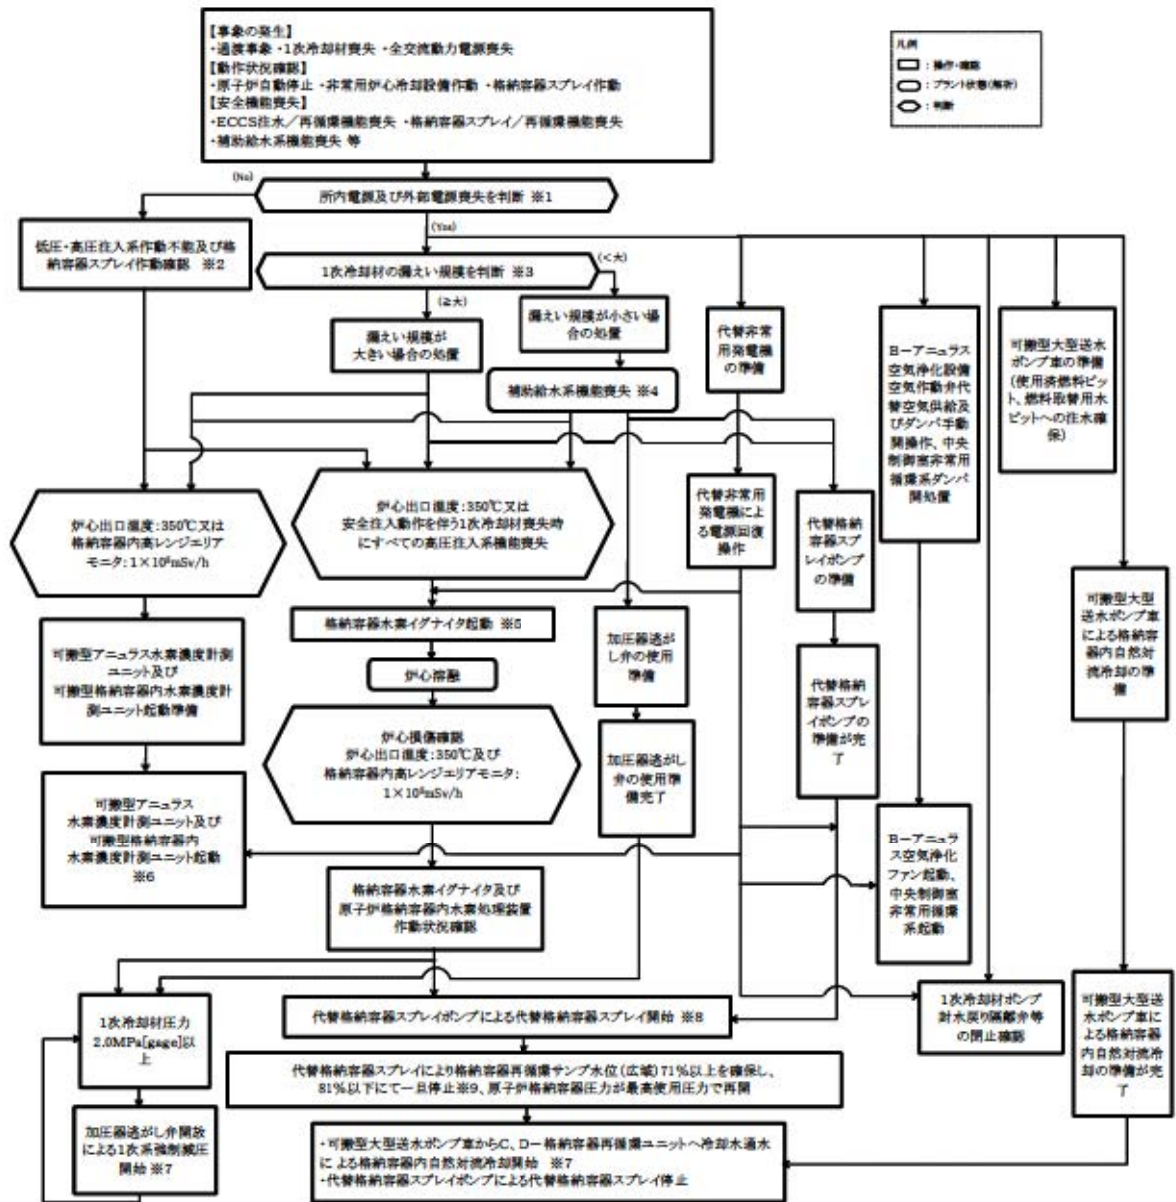 【事象の発生】
・過渡事象 ・1次冷却材喪失 ・全交流動力電源喪失
【動作状況確認】
・原子炉自動停止 ・非常用炉心冷却設備作動 ・格納容器スプレイ作動
【安全機能喪失】
・ECCS注水／再循環機能喪失 ・格納容器スプレイ／再循環機能喪失
・補助給水系機能喪失 等
凡例
：操作・確認
：プラント状態(解析)
：判断
(No)
所内電源及び外部電源喪失を判断 ※1
(Yes)
低圧・高圧注入系作動不能及び格
納容器スプレイ作動確認 ※2
1次冷却材の漏えい規模を判断 ※3
(＜大)
(≧大)
漏えい規模が
大きい場合の処置
漏えい規模が小さい場
合の処置
補助給水系機能喪失 ※4
代替非常
用発電機
の準備
B－アニュラス
空気浄化設備
空気作動弁代
替空気供給及
びダンパ手動
開操作、中央
制御室非常用
循環系ダンパ
開処置
可搬型大型送水
ポンプ車の準備
(使用済燃料ピッ
ト、燃料取替用水
ピットへの注水確
保)
炉心出口温度：350℃又は
格納容器内高レンジエリア
モニタ：1×10⁵mSv/h
炉心出口温度：350℃又は
安全注入動作を伴う1次冷却材喪失時
にすべての高圧注入系機能喪失
代替非常用
発電機によ
る電源回復
操作
代替格納
容器スプ
レイポンプ
の準備
可搬型大型
送水ポンプ車
による格納容
器内自然対
流冷却の準
備
格納容器水素イグナイタ起動 ※5
炉心溶融
加圧器逃が
し弁の使用
準備
可搬型アニュラス水素濃度計測
ユニット及び
可搬型格納容器内水素濃度計
測ユニット起動準備
代替格納
容器スプレ
イポンプの
準備が完
了
炉心損傷確認
炉心出口温度：350℃及び
格納容器内高レンジエリアモニタ：
1×10⁵mSv/h
加圧器逃がし
弁の使用準
備完了
可搬型アニュラス
水素濃度計測ユニット及び
可搬型格納容器内
水素濃度計測ユニット起動
※6
B－アニュラ
ス空気浄化
ファン起動、
中央制御室
非常用循環
系起動
格納容器水素イグナイタ及び
原子炉格納容器内水素処理装置
作動状況確認
1次冷却材圧力
2.0MPa[gage]以
上
代替格納容器スプレイポンプによる代替格納容器スプレイ開始 ※8
1次冷却材ポンプ
封水戻り隔離弁等
の閉止確認
可搬型大型送
水ポンプ車に
よる格納容器
内自然対流冷
却の準備が完
了
代替格納容器スプレイにより格納容器再循環サンプ水位(広域)71%以上を確保し、
81%以下にて一旦停止※9、原子炉格納容器圧力が最高使用圧力で再開
加圧器逃がし弁開放
による1次系強制減圧
開始 ※7
・可搬型大型送水ポンプ車からC、D－格納容器再循環ユニットへ冷却水通水
による格納容器内自然対流冷却開始 ※7
・代替格納容器スプレイポンプによる代替格納容器スプレイ停止